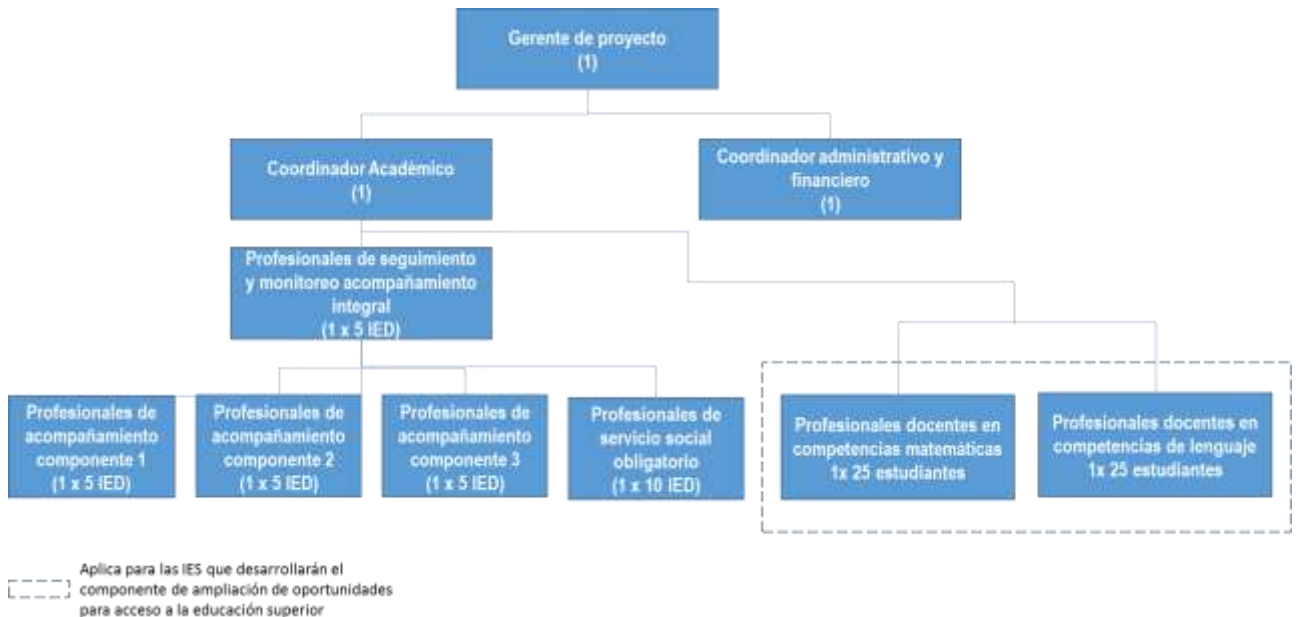 Gerente de proyecto
(1)
Coordinador Académico
(1)
Coordinador administrativo y
financiero
(1)
Profesionales de seguimiento
y monitoreo acompañamiento
integral
(1 x 5 IED)
Profesionales de
acompañamiento
componente 1
(1 x 5 IED)
Profesionales de
acompañamiento
componente 2
(1 x 5 IED)
Profesionales de
acompañamiento
componente 3
(1 x 5 IED)
Profesionales de
servicio social
obligatorio
(1 x 10 IED)
Profesionales docentes en
competencias matemáticas
1x 25 estudiantes
Profesionales docentes en
competencias de lenguaje
1x 25 estudiantes
Aplica para las IES que desarrollarán el
componente de ampliación de oportunidades
para acceso a la educación superior